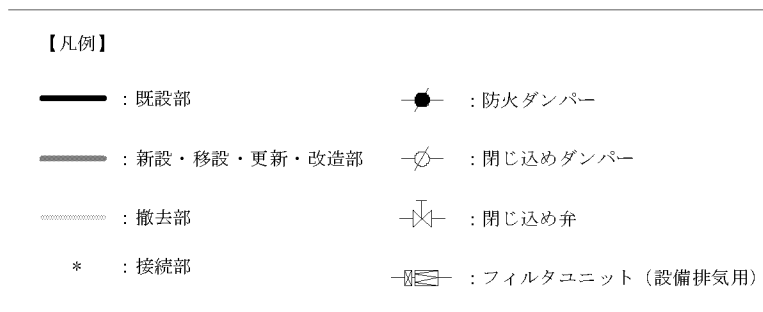 【凡例】
：既設部
：新設・移設・更新・改造部
：撤去部
* ：接続部
：防火ダンパー
：閉じ込めダンパー
：閉じ込め弁
：フィルタユニット（設備排気用）